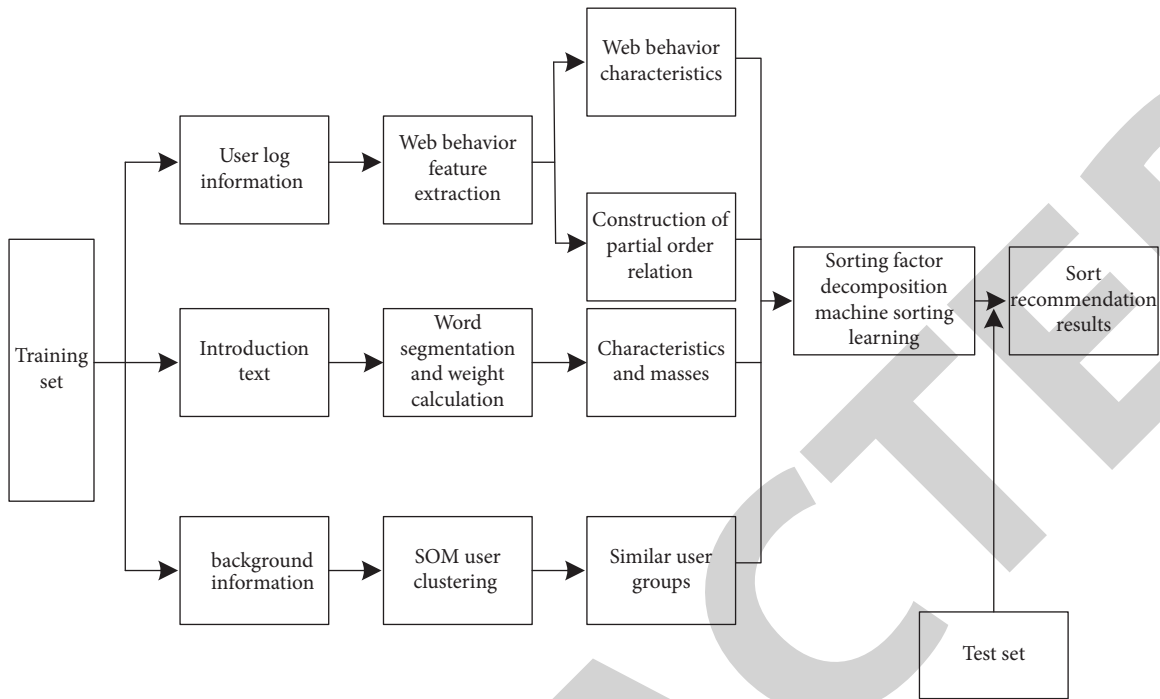 Web behavior
characteristics
User log
information
Web behavior
feature
extraction
Construction of
partial order
relation
Training
set
Introduction
text
Word
segmentation
and weight
calculation
Characteristics
and masses
Sorting factor
decomposition
machine sorting
learning
Sort
recommendation
results
background
information
SOM user
clustering
Similar user
groups
Test set
ACTED